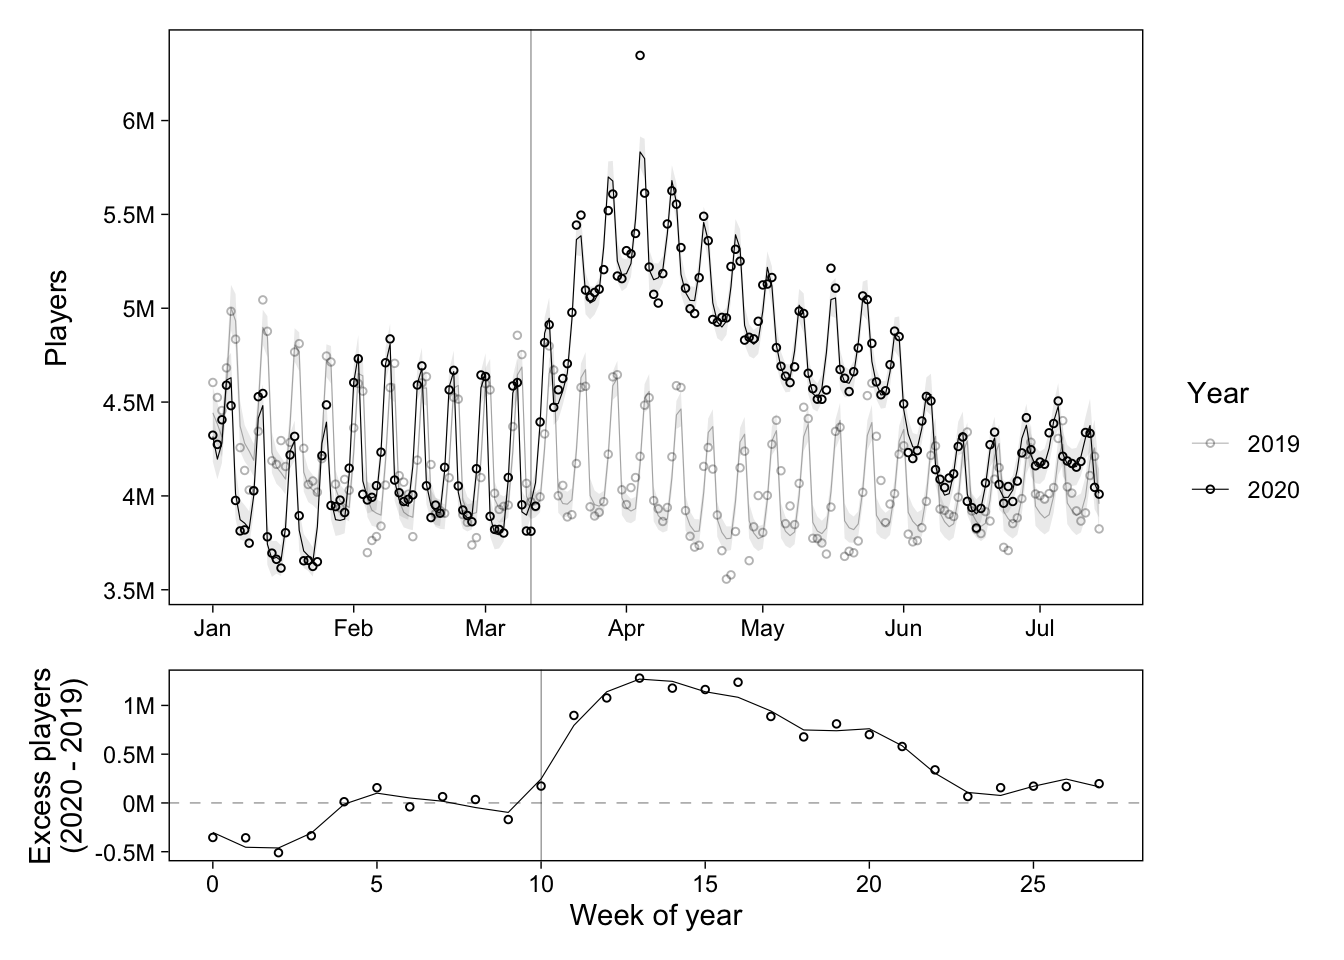 Players
6M
5.5M
5M
4.5M
4M
3.5M
Jan Feb Mar Apr May Jun Jul
Year
2019
2020
Excess players
(2020 - 2019)
1M
0.5M
0M
-0.5M
0 5 10 15 20 25
Week of year